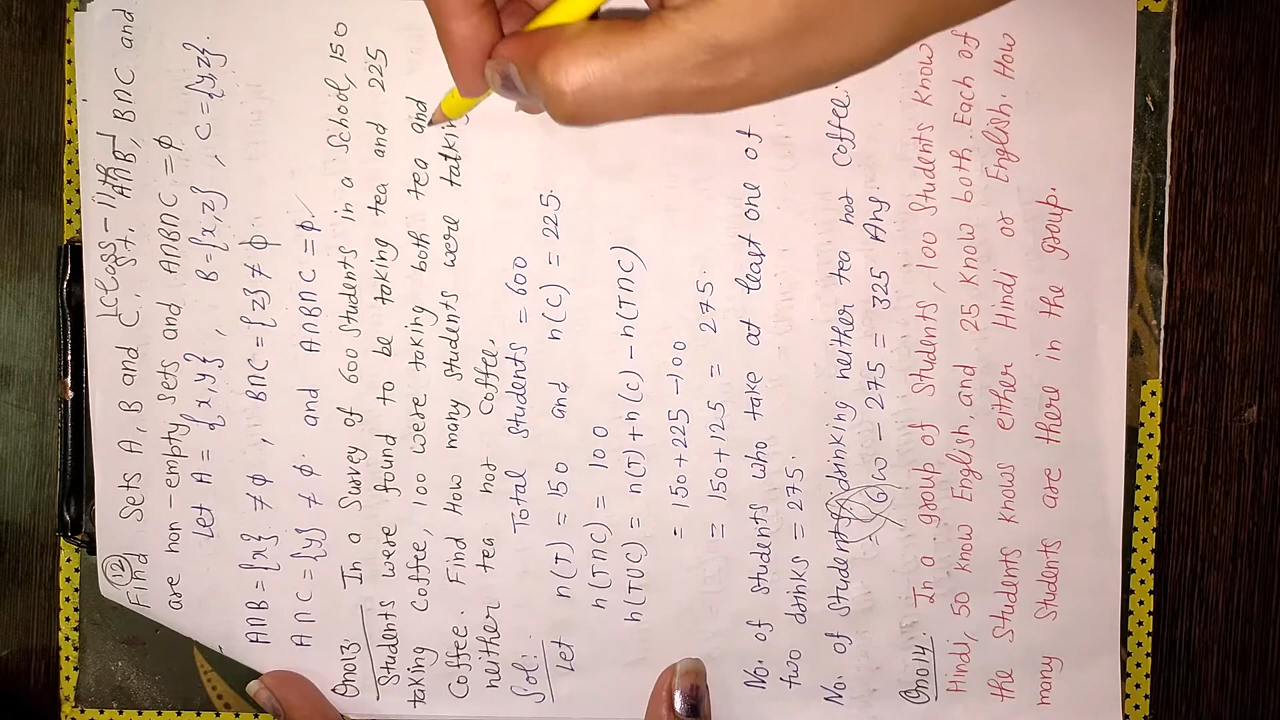 Class-11th
⑫
Find Sets A, B and C. St. A∩B, B∩C and
are non-empty Sets and A∩B∩C = ϕ
Let A = {x,y} , B = {x,z} , C = {y,z}.
A∩B = {x} ≠ ϕ , B∩C = {z} ≠ ϕ
A∩C = {y} ≠ ϕ. and A∩B∩C = ϕ.
Qno13: In a Survey of 600 Students in a School, 150
Students were found to be taking tea and 225
taking Coffee, 100 were taking both tea and
Coffee. Find How many Students were talking
neither tea nor Coffee.
Sol: Total Students = 600
Let n(T) = 150 and n(C) = 225.
n(T∩C) = 100
n(T∪C) = n(T)+n(C)-n(T∩C)
= 150+225-100
= 150+125 = 275.
No. of Students who take at least one of
two drinks = 275.
No. of Students drinking neither tea nor Coffee.
= 600 - 275 = 325 Ans.
Qno14. In a group of Students, 100 Students know
Hindi, 50 know English, and 25 know both. Each of
the Students knows either Hindi or English. How
many Students are there in the group.